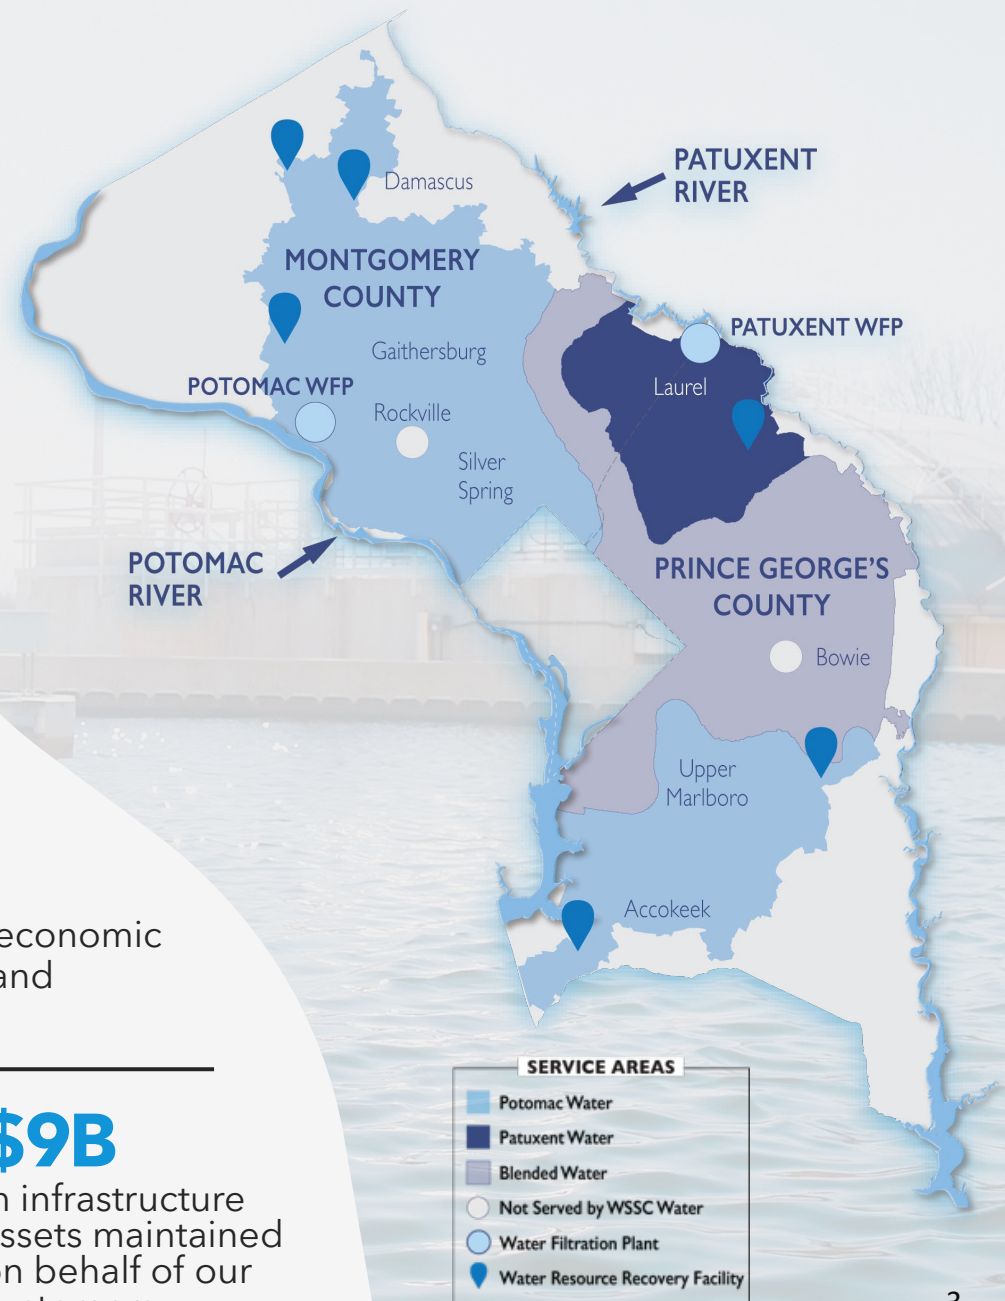 PATUXENT
RIVER
Damascus
MONTGOMERY
COUNTY
PATUXENT WFP
Gaithersburg
POTOMAC WFP
Laurel
Rockville
Silver
Spring
POTOMAC
RIVER
PRINCE GEORGE'S
COUNTY
Bowie
Upper
Marlboro
Accokeek
economic
and
$9B
n infrastructure
ssets maintained
on behalf of our
SERVICE AREAS
Potomac Water
Patuxent Water
Blended Water
Not Served by WSSC Water
Water Filtration Plant
Water Resource Recovery Facility